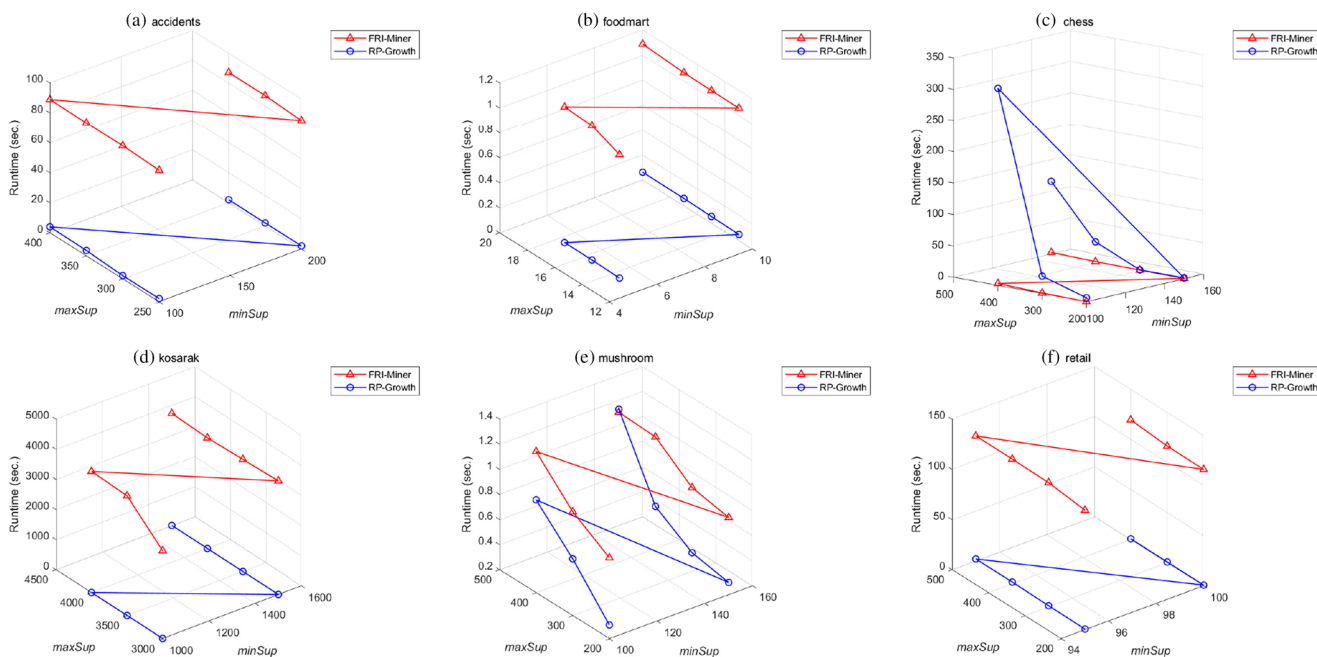 (a) accidents
FRI-Miner
RP-Growth
Runtime (sec.)
100
80
60
40
20
0
400
350
300
250
maxSup
100
150
200
minSup
(b) foodmart
FRI-Miner
RP-Growth
Runtime (sec.)
1.2
1
0.8
0.6
0.4
0.2
0
20
18
16
14
12
maxSup
4
6
8
10
minSup
(c) chess
FRI-Miner
RP-Growth
Runtime (sec.)
350
300
250
200
150
100
50
0
500
400
300
200
maxSup
100
120
140
160
minSup
(d) kosarak
FRI-Miner
RP-Growth
Runtime (sec.)
5000
4000
3000
2000
1000
0
4500
4000
3500
3000
maxSup
1000
1200
1400
1600
minSup
(e) mushroom
FRI-Miner
RP-Growth
Runtime (sec.)
1.4
1.2
1
0.8
0.6
0.4
0.2
500
400
300
200
maxSup
100
120
140
160
minSup
(f) retail
FRI-Miner
RP-Growth
Runtime (sec.)
150
100
50
0
500
400
300
200
maxSup
94
96
98
100
minSup